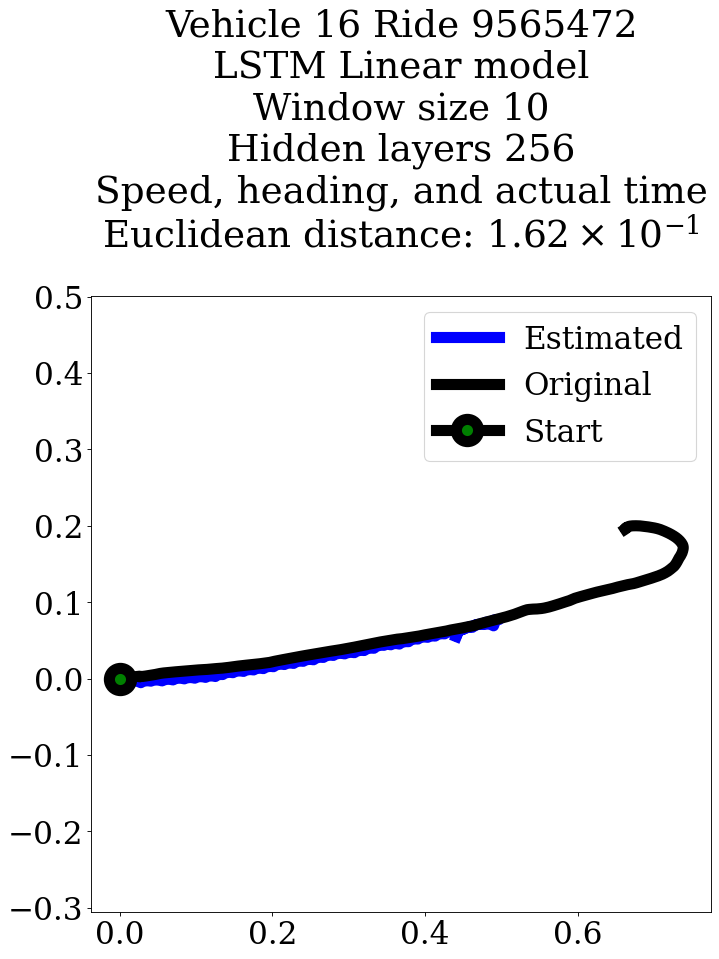 Vehicle 16 Ride 9565472
LSTM Linear model
Window size 10
Hidden layers 256
Speed, heading, and actual time
Euclidean distance: 1.62 × 10⁻¹
0.5
Estimated
0.4
Original
0.3
Start
0.2
0.1
0.0
−0.1
−0.2
−0.3
0.0 0.2 0.4 0.6